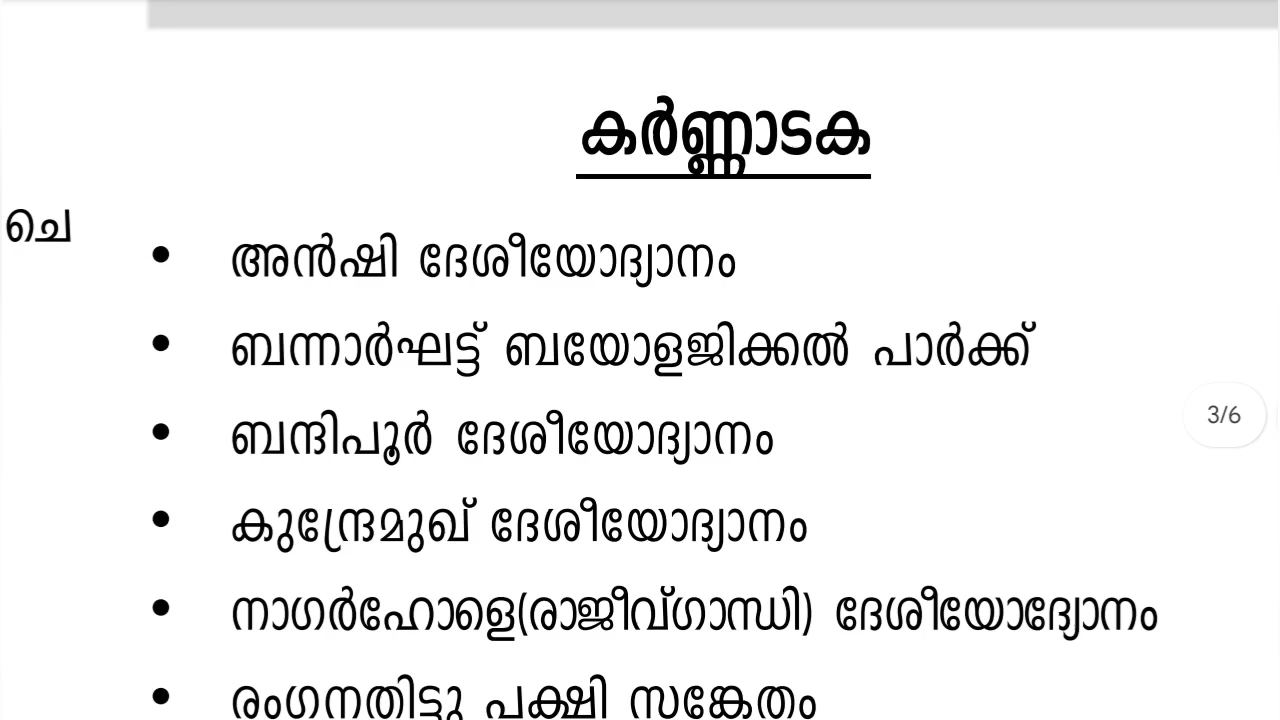 കർണ്ണാടക
ചെ
• അൻഷി ദേശീയോദ്യാനം
• ബന്നാർഘട്ട് ബയോളജിക്കൽ പാർക്ക്
• ബന്ദിപൂർ ദേശീയോദ്യാനം
3/6
• കുന്ദ്രേമുഖ് ദേശീയോദ്യാനം
• നാഗർഹോളെ(രാജീവ്ഗാന്ധി) ദേശീയോദ്യോനം
• രംഗനതിട്ടു പക്ഷി സങ്കേതം